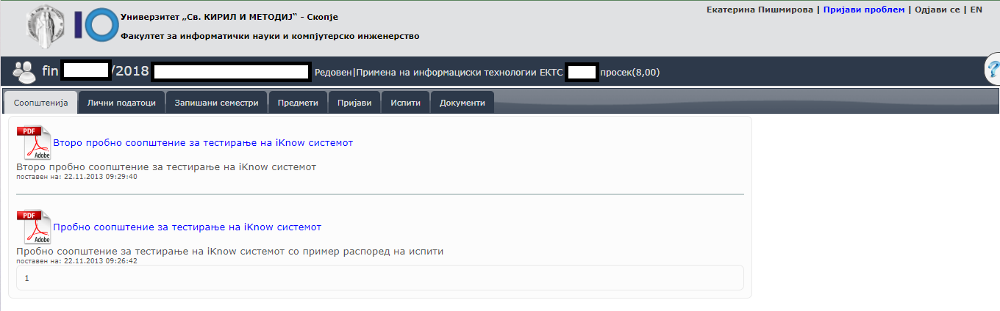 Универзитет „Св. КИРИЛ И МЕТОДИЈ“ - Скопје
Факултет за информатички науки и компјутерско инженерство
Екатерина Пишмирова | Пријави проблем | Одјави се | EN
fin /2018 Редовен|Примена на информациски технологии ЕКТС просек(8,00)
Соопштенија Лични податоци Запишани семестри Предмети Пријави Испити Документи
PDF Adobe Второ пробно соопштение за тестирање на iKnow системот
Второ пробно соопштение за тестирање на iKnow системот
поставен на: 22.11.2013 09:29:40
PDF Adobe Пробно соопштение за тестирање на iKnow системот
Пробно соопштение за тестирање на iKnow системот со пример распоред на испити
поставен на: 22.11.2013 09:26:42
1